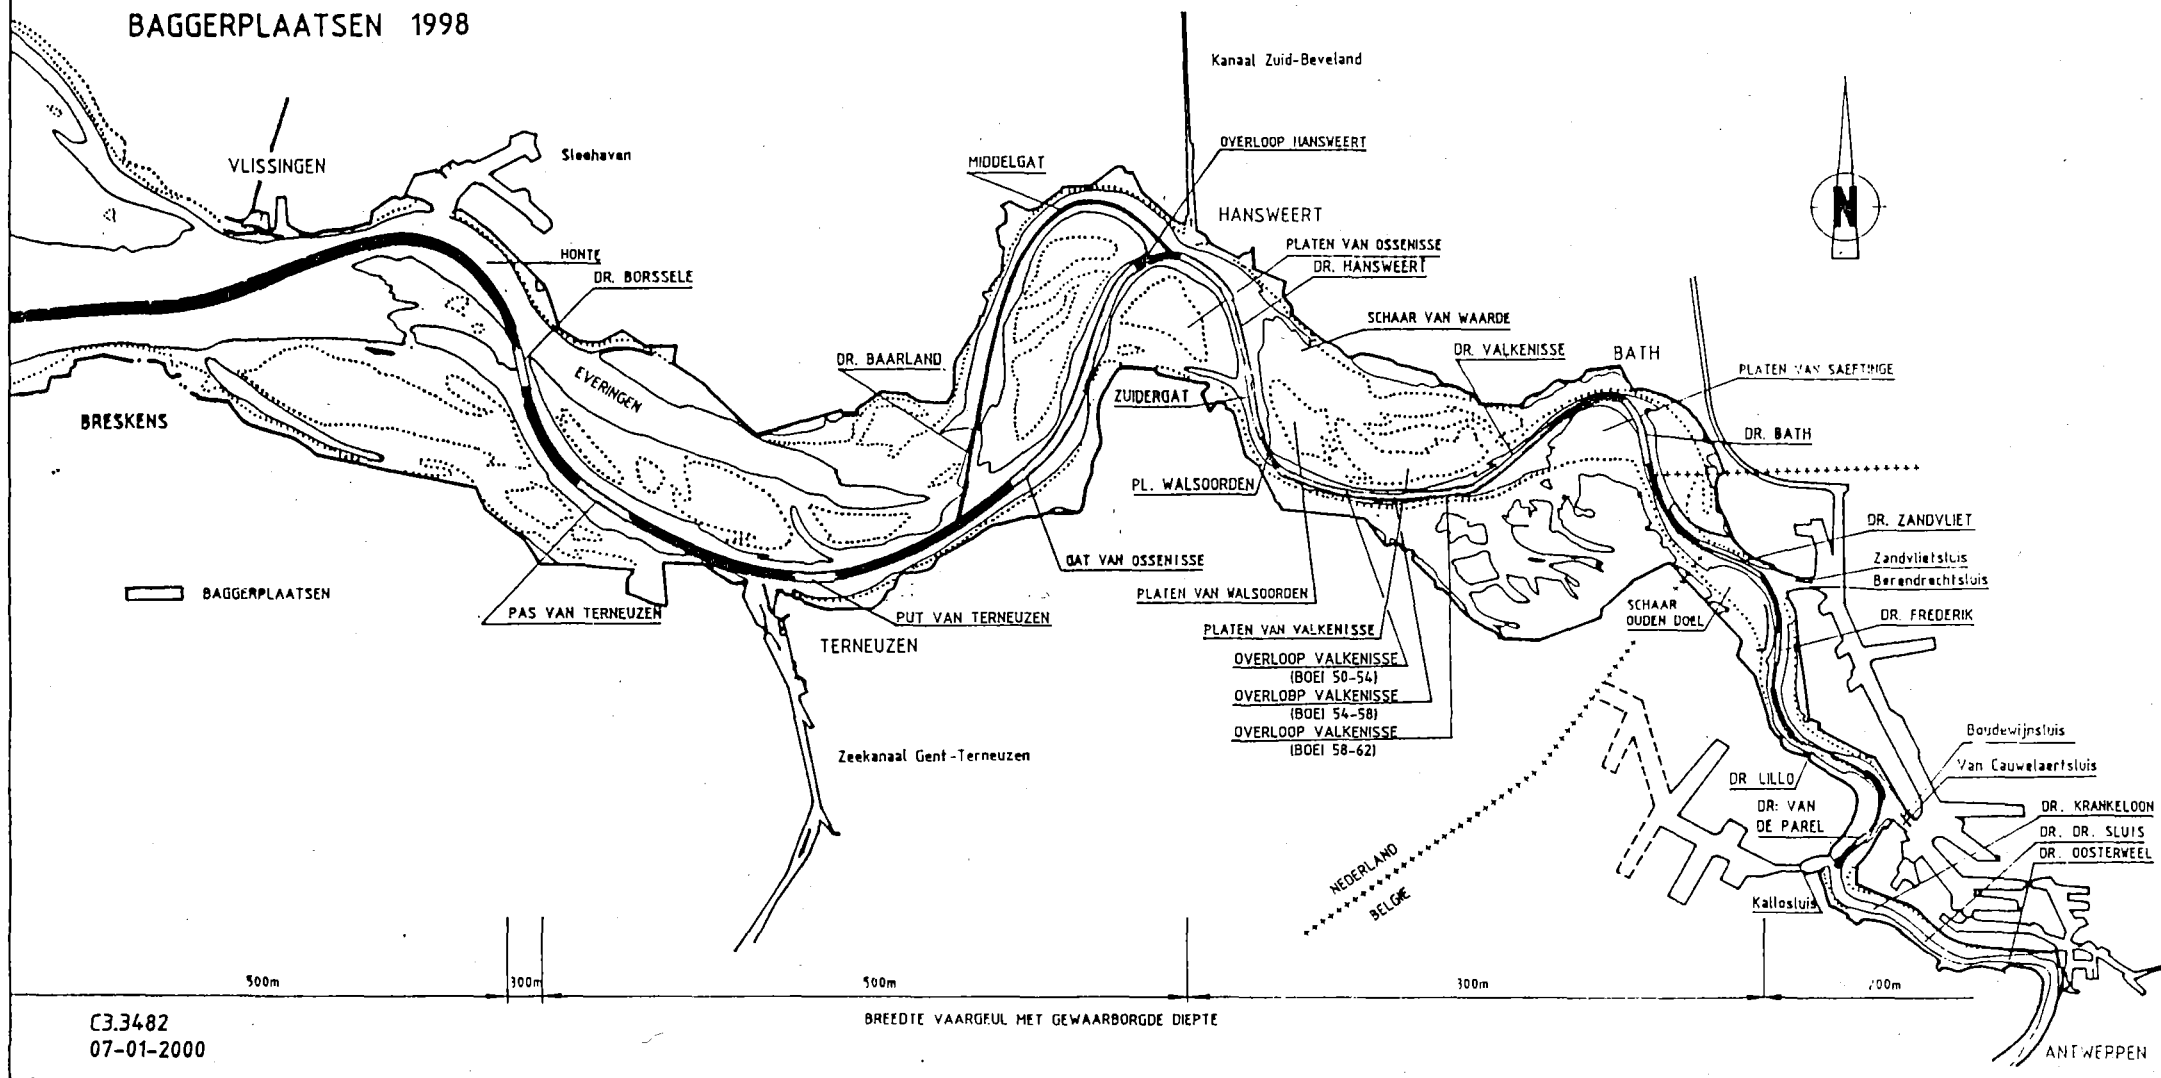 BAGGERPLAATSEN 1998
Kanaal Zuid-Beveland
OVERLOOP HANSWEERT
MIDDELGAT
Sleehaven
VLISSINGEN
N
HANSWEERT
PLATEN VAN OSSENISSE
DR. HANSWEERT
HONTE
DR. BORSSELE
SCHAAR VAN WAARDE
DR. VALKENISSE
BATH
DR. BAARLAND
PLATEN VAN SAEFTINGE
EVERINGEN
ZUIDERGAT
BRESKENS
DR. BATH
PL. WALSOORDEN
DR. ZANDVLIET
GAT VAN OSSENISSE
Zandvlietsluis
Berendrechtsluis
BAGGERPLAATSEN
PLATEN VAN WALSOORDEN
PAS VAN TERNEUZEN
PUT VAN TERNEUZEN
SCHAAR
OUDEN DOEL
DR. FREDERIK
PLATEN VAN VALKENISSE
TERNEUZEN
OVERLOOP VALKENISSE
(BOEI 50-54)
OVERLOOP VALKENISSE
(BOEI 54-58)
OVERLOOP VALKENISSE
(BOEI 58-62)
Zeekanaal Gent-Terneuzen
Boudewijnsluis
Van Cauwelaertsluis
DR LILLO
DR. VAN
DE PAREL
DR. KRANKELOON
DR. DR. SLUIS
DR. OOSTERWEEL
NEDERLAND
BELGIE
Kallosluis
500m
300m
500m
300m
200m
BREEDTE VAARGEUL MET GEWAARBORGDE DIEPTE
C3.3482
07-01-2000
ANTWERPEN